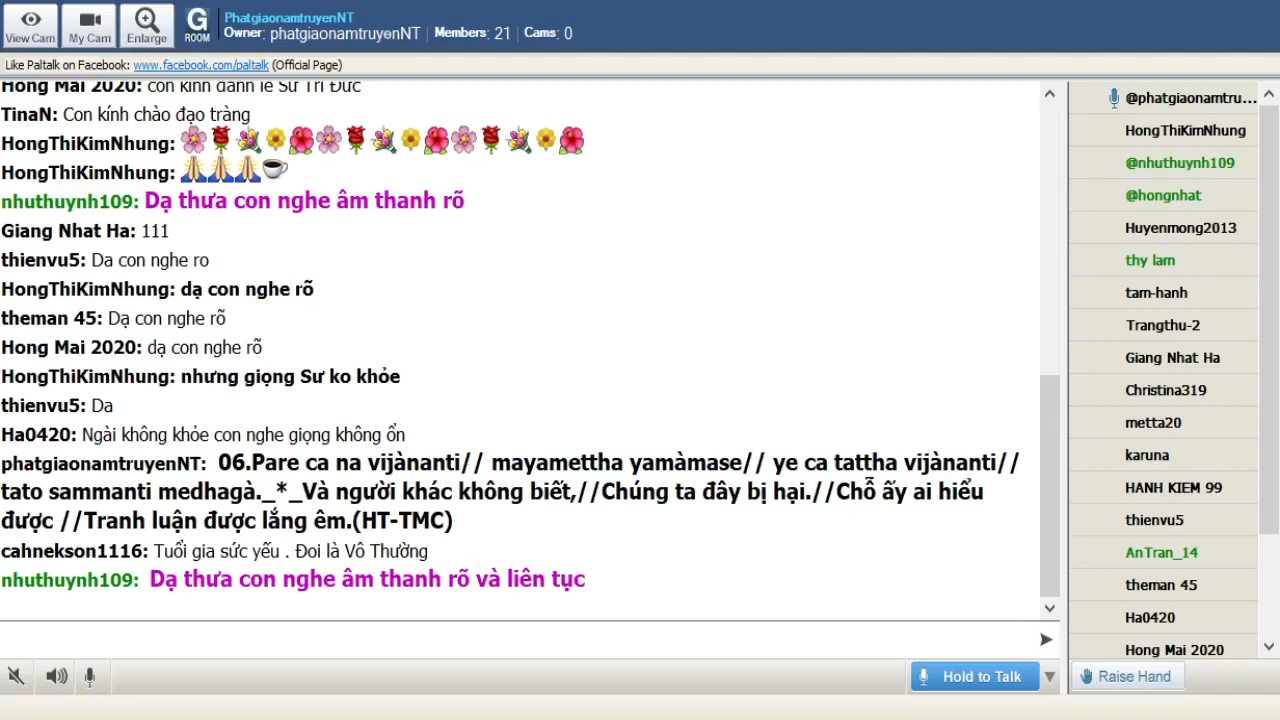 View Cam
My Cam
Enlarge
G
ROOM
PhatgiaonamtruyenNT
Owner: phatgiaonamtruyenNT | Members: 21 | Cams: 0
Like Paltalk on Facebook: www.facebook.com/paltalk (Official Page)
Hong Mai 2020: con kính đảnh lễ Sư Trí Đức
TinaN: Con kính chào đạo tràng
HongThiKimNhung:
HongThiKimNhung:
nhuthuynh109: Dạ thưa con nghe âm thanh rõ
Giang Nhat Ha: 111
thienvu5: Da con nghe ro
HongThiKimNhung: dạ con nghe rõ
theman 45: Dạ con nghe rõ
Hong Mai 2020: dạ con nghe rõ
HongThiKimNhung: nhưng giọng Sư ko khỏe
thienvu5: Da
Ha0420: Ngài không khỏe con nghe giọng không ổn
phatgiaonamtruyenNT: 06.Pare ca na vijànanti// mayamettha yamàmase// ye ca tattha vijànanti//
tato sammanti medhagà._*_Và người khác không biết,//Chúng ta đây bị hại.//Chỗ ấy ai hiểu
được //Tranh luận được lắng êm.(HT-TMC)
cahnekson1116: Tuổi gia sức yếu . Đoi là Vô Thường
nhuthuynh109: Dạ thưa con nghe âm thanh rõ và liên tục
Hold to Talk
@phatgiaonamtru...
HongThiKimNhung
@nhuthuynh109
@hongnhat
Huyenmong2013
thy lam
tam-hanh
Trangthu-2
Giang Nhat Ha
Christina319
metta20
karuna
HANH KIEM 99
thienvu5
AnTran_14
theman 45
Ha0420
Hong Mai 2020
Raise Hand